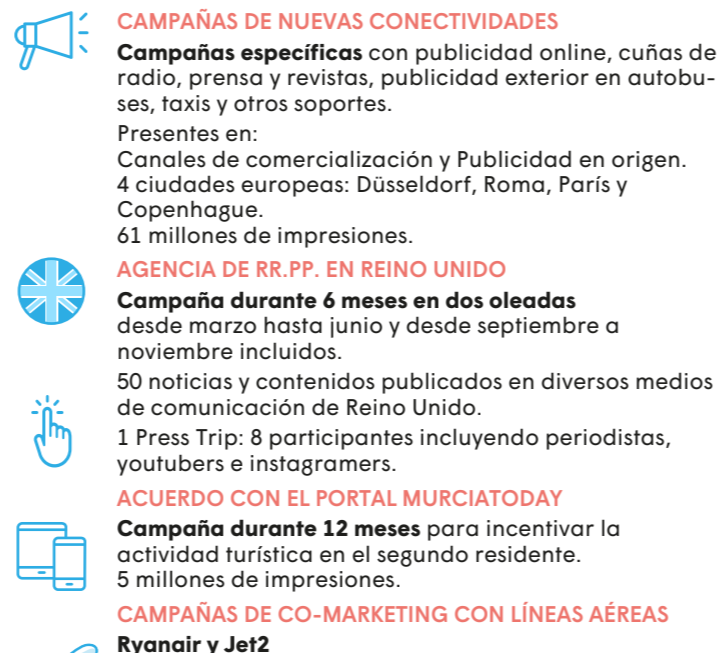 CAMPAÑAS DE NUEVAS CONECTIVIDADES
Campañas específicas con publicidad online, cuñas de
radio, prensa y revistas, publicidad exterior en autobu-
ses, taxis y otros soportes.
Presentes en:
Canales de comercialización y Publicidad en origen.
4 ciudades europeas: Düsseldorf, Roma, París y
Copenhague.
61 millones de impresiones.
AGENCIA DE RR.PP. EN REINO UNIDO
Campaña durante 6 meses en dos oleadas
desde marzo hasta junio y desde septiembre a
noviembre incluidos.
50 noticias y contenidos publicados en diversos medios
de comunicación de Reino Unido.
1 Press Trip: 8 participantes incluyendo periodistas,
youtubers e instagramers.
ACUERDO CON EL PORTAL MURCIATODAY
Campaña durante 12 meses para incentivar la
actividad turística en el segundo residente.
5 millones de impresiones.
CAMPAÑAS DE CO-MARKETING CON LÍNEAS AÉREAS
Ryanair y Jet2